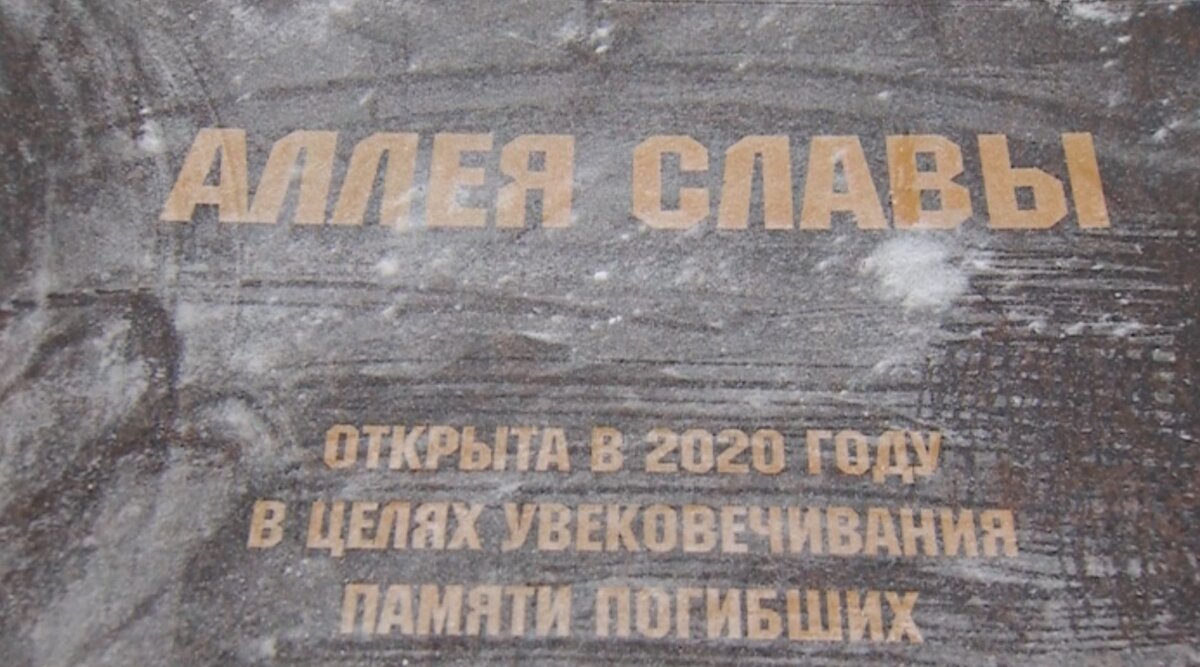 АЛЛЕЯ СЛАВЫ
ОТКРЫТА В 2020 ГОДУ
В ЦЕЛЯХ УВЕКОВЕЧИВАНИЯ
ПАМЯТИ ПОГИБШИХ